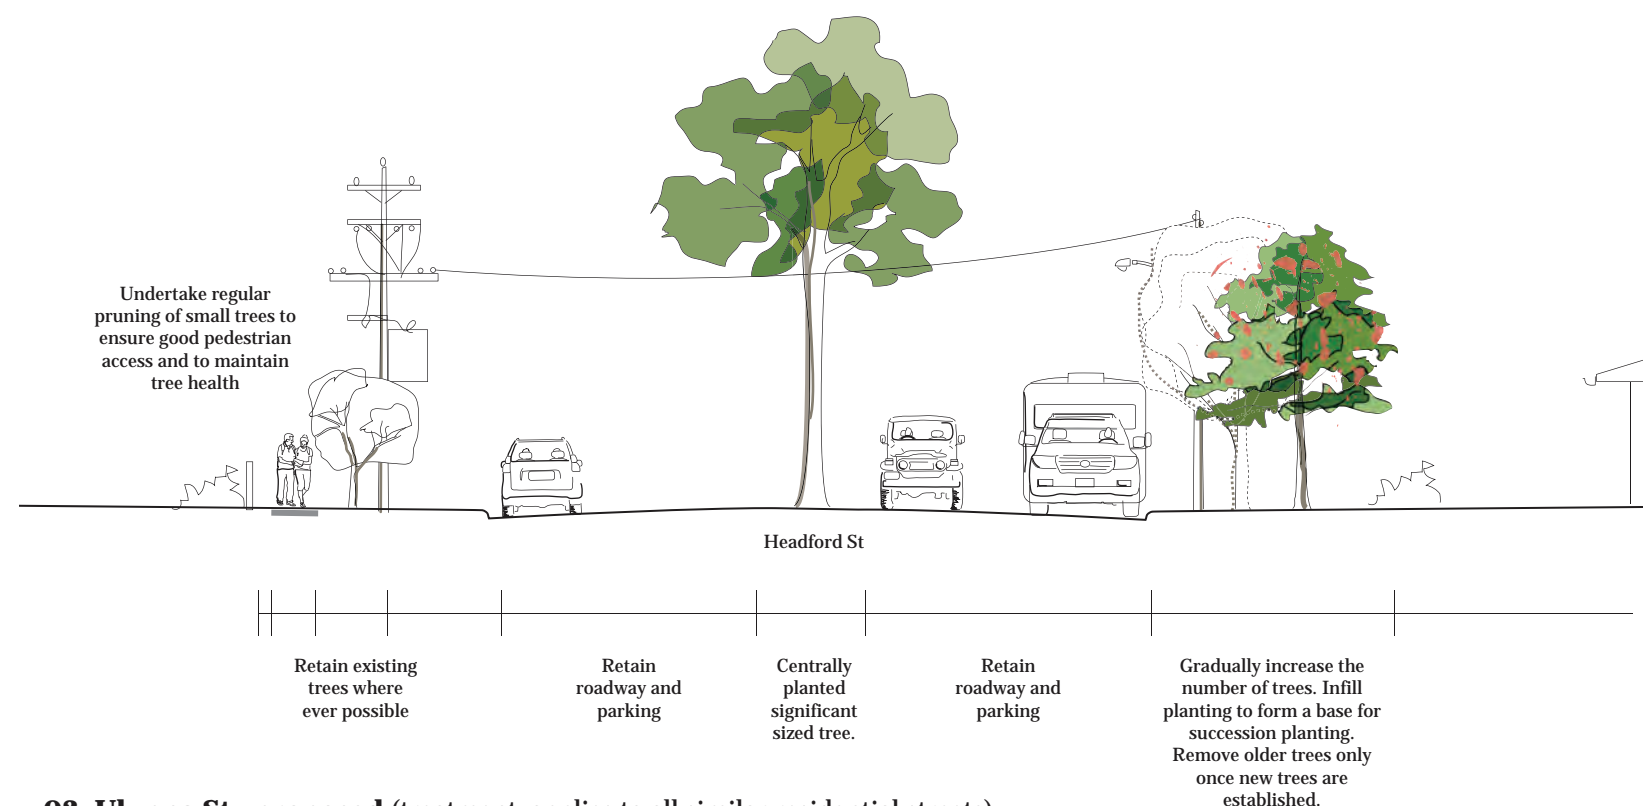 Undertake regular
pruning of small trees to
ensure good pedestrian
access and to maintain
tree health
Headford St
Retain existing
trees where
ever possible
Retain
roadway and
parking
Centrally
planted
significant
sized tree.
Retain
roadway and
parking
Gradually increase the
number of trees. Infill
planting to form a base for
succession planting.
Remove older trees only
once new trees are
established.